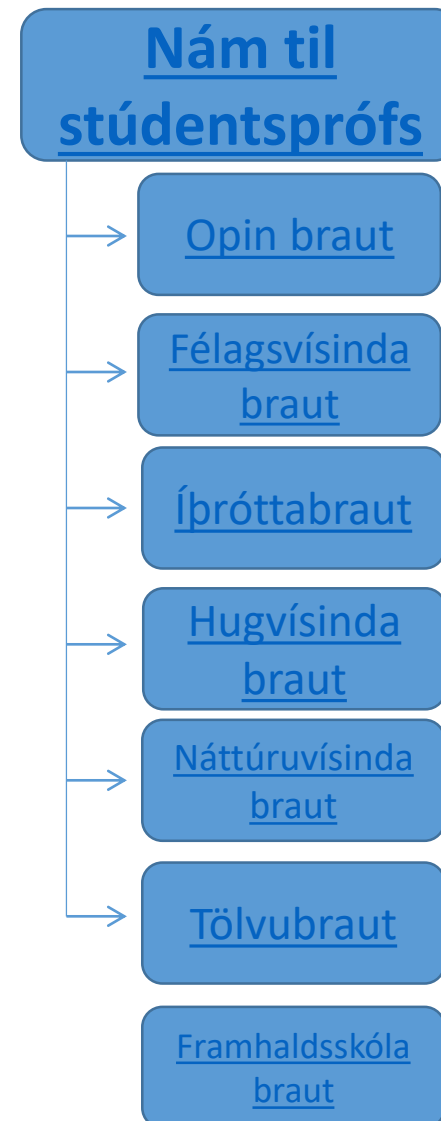 Nám til
stúdentsprófs
Opin braut
Félagsvísinda
braut
Íþróttabraut
Hugvísinda
braut
Náttúruvísinda
braut
Tölvubraut
Framhaldsskóla
braut